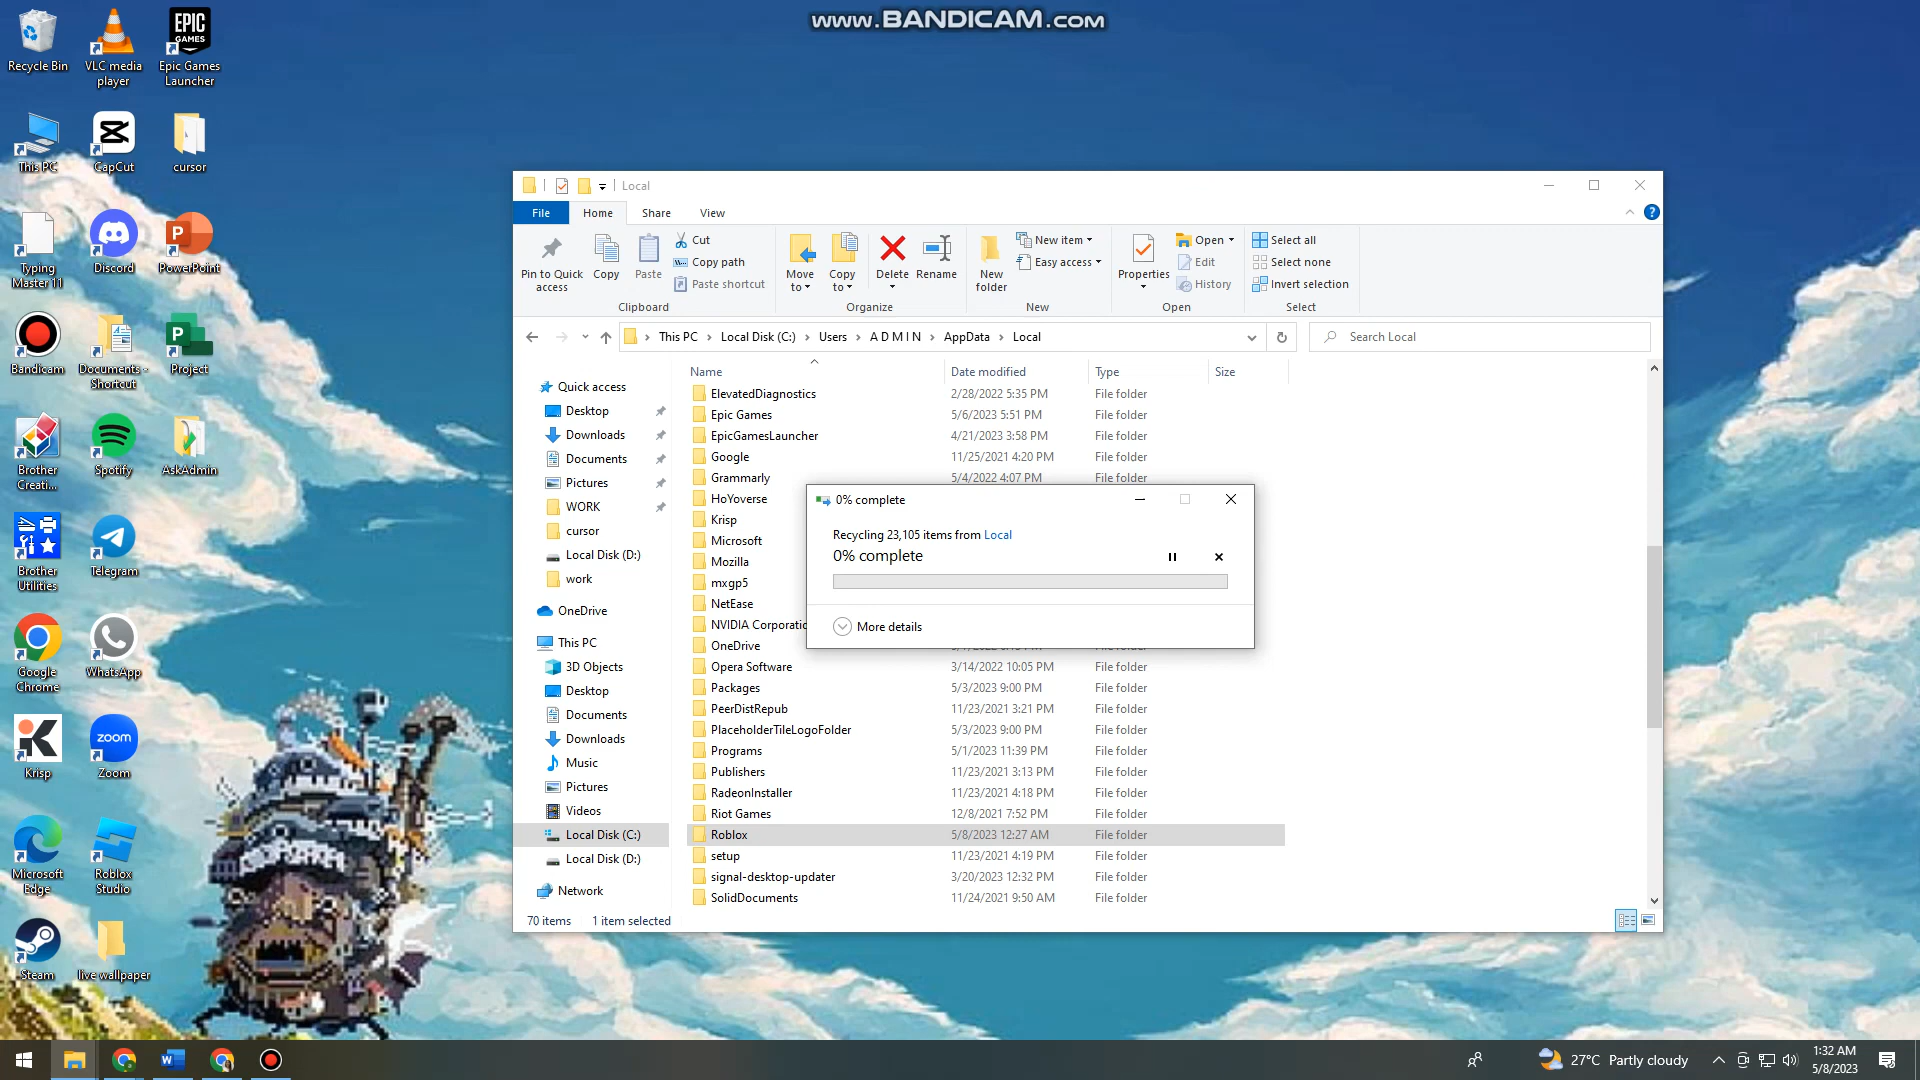 www.BANDICAM.com
Recycle Bin
VLC media
player
Epic Games
Launcher
This PC
CapCut
cursor
Typing
Master 11
Discord
PowerPoint
Bandicam
Documents -
Shortcut
Project
Brother
Creati...
Spotify
AskAdmin
Brother
Utilities
Telegram
Google
Chrome
WhatsApp
Krisp
Zoom
Microsoft
Edge
Roblox
Studio
Steam
live wallpaper
Local
File Home Share View
Pin to Quick
access
Copy
Paste
Cut
Copy path
Paste shortcut
Clipboard
Move
to
Copy
to
Delete
Rename
Organize
New
folder
New item
Easy access
New
Properties
Open
Edit
History
Open
Select all
Select none
Invert selection
Select
This PC > Local Disk (C:) > Users > A D M I N > AppData > Local
Search Local
Quick access
Desktop
Downloads
Documents
Pictures
WORK
cursor
Local Disk (D:)
work
OneDrive
This PC
3D Objects
Desktop
Documents
Downloads
Music
Pictures
Videos
Local Disk (C:)
Local Disk (D:)
Network
Name Date modified Type Size
ElevatedDiagnostics 2/28/2022 5:35 PM File folder
Epic Games 5/6/2023 5:51 PM File folder
EpicGamesLauncher 4/21/2023 3:58 PM File folder
Google 11/25/2021 4:20 PM File folder
Grammarly 5/4/2022 4:07 PM File folder
HoYoverse
Krisp
Microsoft
Mozilla
mxgp5
NetEase
NVIDIA
OneDrive
Opera Software 3/14/2022 10:05 PM File folder
Packages 5/3/2023 9:00 PM File folder
PeerDistRepub 11/23/2021 3:21 PM File folder
PlaceholderTileLogoFolder 5/3/2023 9:00 PM File folder
Programs 5/1/2023 11:39 PM File folder
Publishers 11/23/2021 3:13 PM File folder
RadeonInstaller 11/23/2021 4:18 PM File folder
Riot Games 12/8/2021 7:52 PM File folder
Roblox 5/8/2023 12:27 AM File folder
setup 11/23/2021 4:19 PM File folder
signal-desktop-updater 3/20/2023 12:32 PM File folder
SolidDocuments 11/24/2021 9:50 AM File folder
70 items 1 item selected
0% complete
Recycling 23,105 items from Local
0% complete
More details
27°C Partly cloudy
1:32 AM
5/8/2023